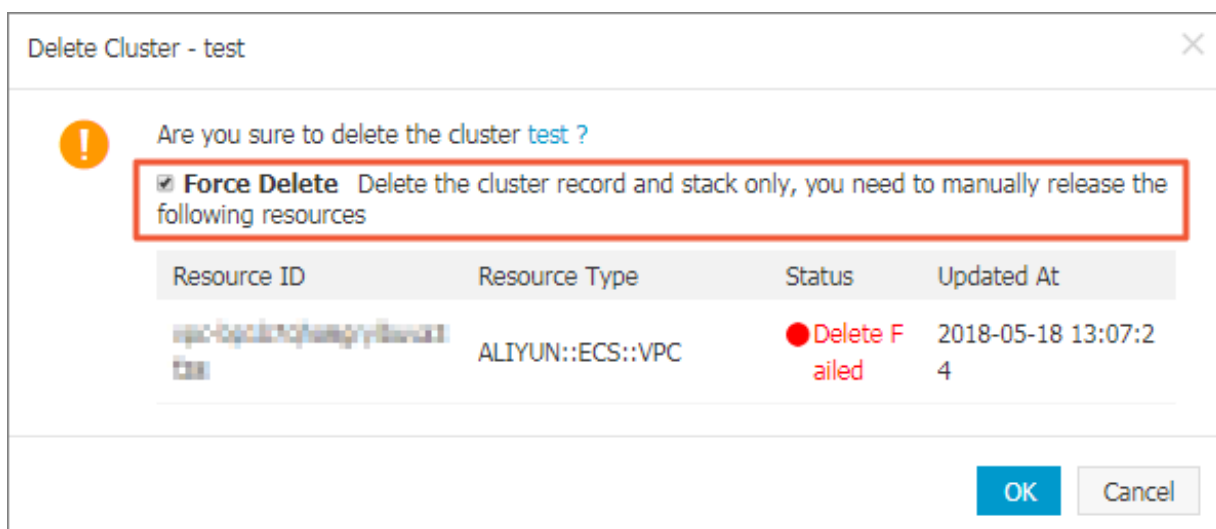 Delete Cluster - test
Are you sure to delete the cluster test ?
Force Delete Delete the cluster record and stack only, you need to manually release the
following resources
Resource ID Resource Type Status Updated At
ALIYUN::ECS::VPC Delete F 2018-05-18 13:07:2
ailed 4
OK Cancel